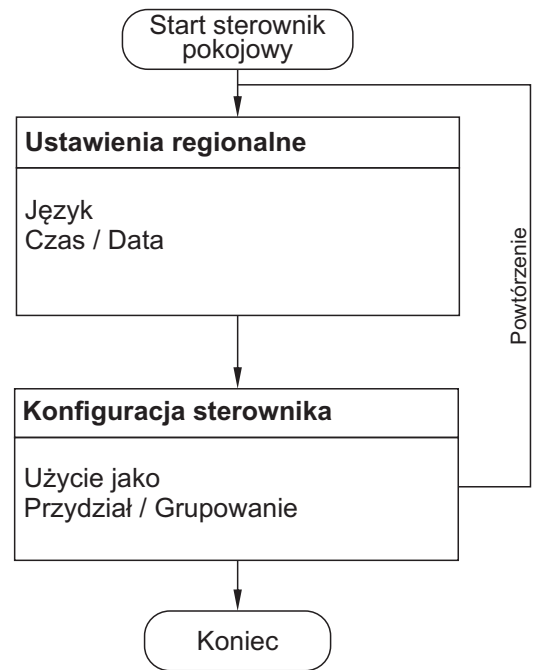 Start sterownik
pokojowy
Ustawienia regionalne
Język
Czas / Data
Powtórzenie
Konfiguracja sterownika
Użycie jako
Przydział / Grupowanie
Koniec